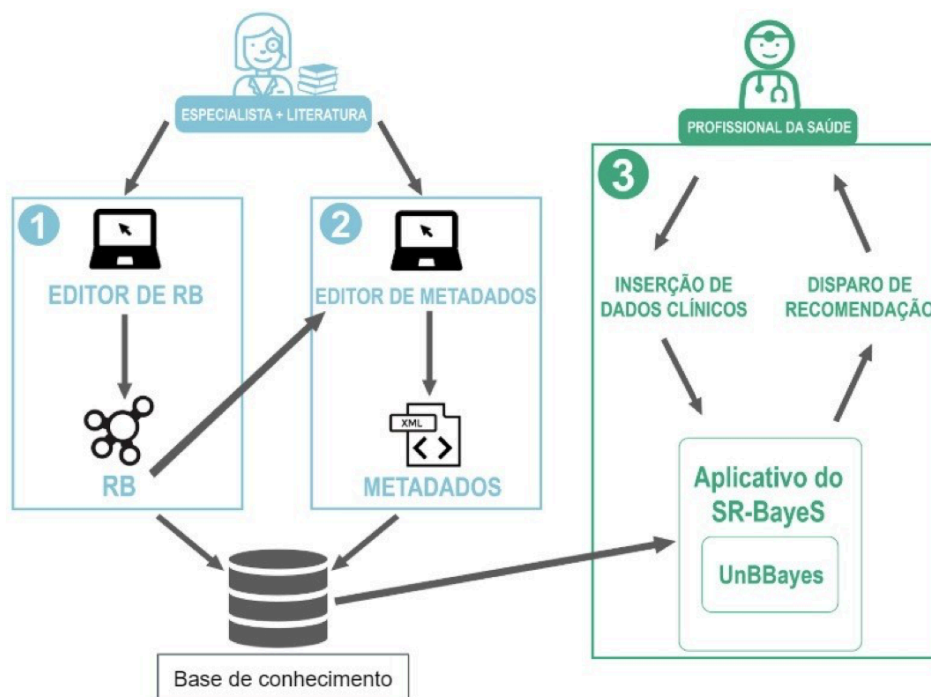 ESPECIALISTA + LITERATURA
PROFISSIONAL DA SAÚDE
1
EDITOR DE RB
RB
2
EDITOR DE METADADOS
XML
METADADOS
Base de conhecimento
3
INSERÇÃO DE
DADOS CLÍNICOS
DISPARO DE
RECOMENDAÇÃO
Aplicativo do
SR-BayeS
UnBBayes